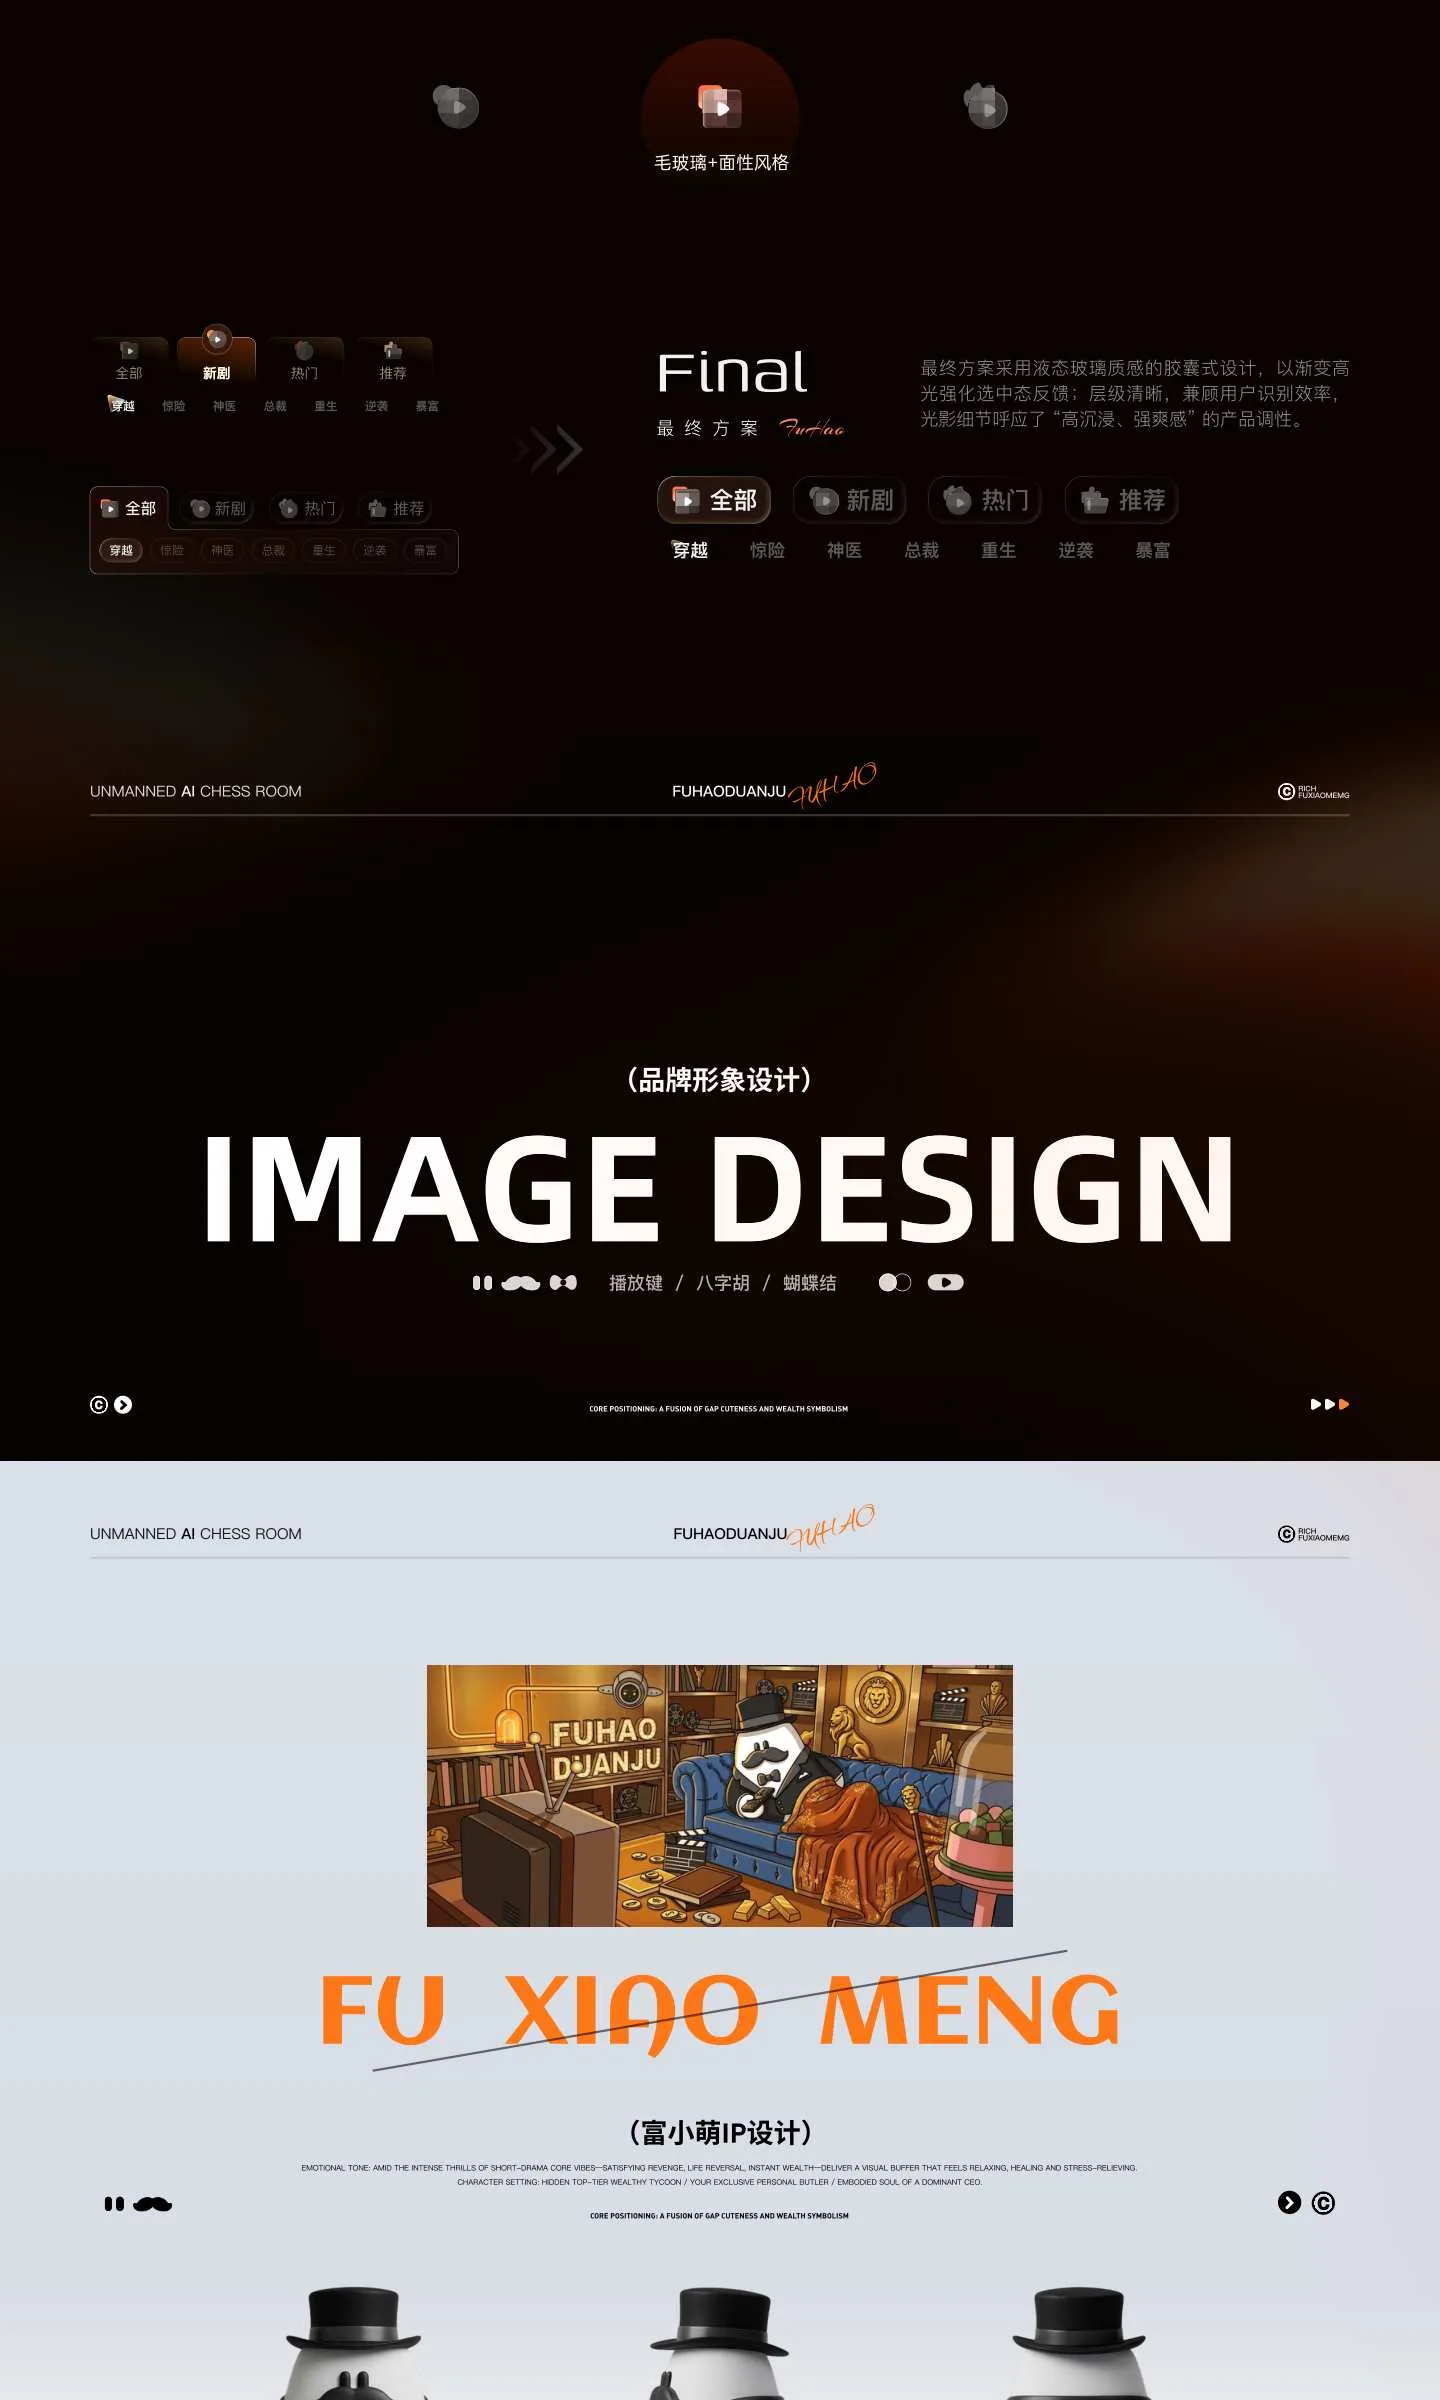 毛玻璃+面性风格
全部 新剧 热门 推荐
穿越 惊险 神医 总裁 重生 逆袭 暴富
全部 新剧 热门 推荐
穿越 惊险 神医 总裁 重生 逆袭 暴富
Final
最终方案 FuHao
最终方案采用液态玻璃质感的胶囊式设计，以渐变高
光强化选中态反馈；层级清晰，兼顾用户识别效率，
光影细节呼应了“高沉浸、强爽感”的产品调性。
全部 新剧 热门 推荐
穿越 惊险 神医 总裁 重生 逆袭 暴富
UNMANNED AI CHESS ROOM
FUHAODUANJU FUHAO
© RICH
FUXIAOMEMG
（品牌形象设计）
IMAGE DESIGN
播放键 / 八字胡 / 蝴蝶结
©
CORE POSITIONING: A FUSION OF GAP CUTENESS AND WEALTH SYMBOLISM
UNMANNED AI CHESS ROOM
FUHAODUANJU FUHAO
© RICH
FUXIAOMEMG
FUHAO
DUANJU
FU XIAO MENG
（富小萌IP设计）
EMOTIONAL TONE: AMID THE INTENSE THRILLS OF SHORT-DRAMA CORE VIBES—SATISFYING REVENGE, LIFE REVERSAL, INSTANT WEALTH—DELIVER A VISUAL BUFFER THAT FEELS RELAXING, HEALING AND STRESS-RELIEVING.
CHARACTER SETTING: HIDDEN TOP-TIER WEALTHY TYCOON / YOUR EXCLUSIVE PERSONAL BUTLER / EMBODIED SOUL OF A DOMINANT CEO.
©
CORE POSITIONING: A FUSION OF GAP CUTENESS AND WEALTH SYMBOLISM